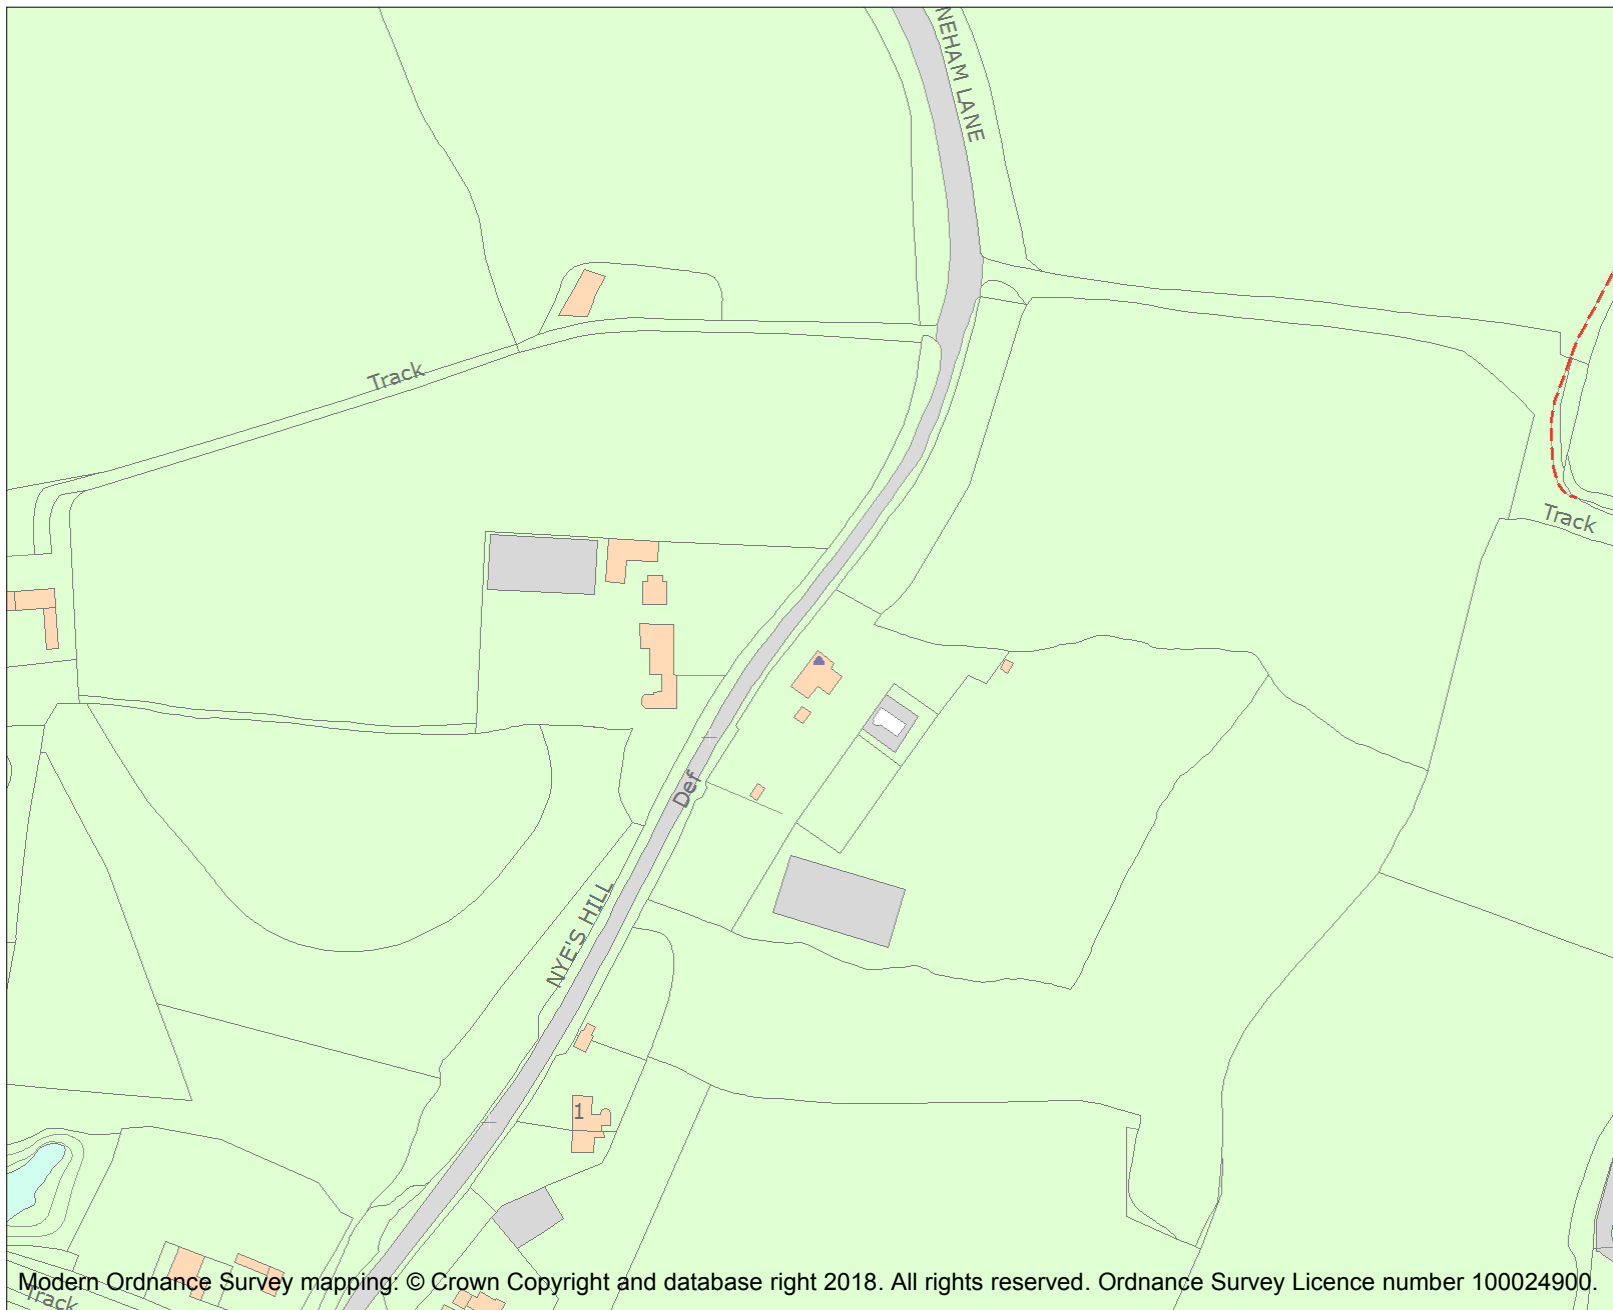 NEHAM LANE
Track
Track
Def
NYE'S HILL
1
Modern Ordnance Survey mapping: © Crown Copyright and database right 2018. All rights reserved. Ordnance Survey Licence number 100024900.
Track